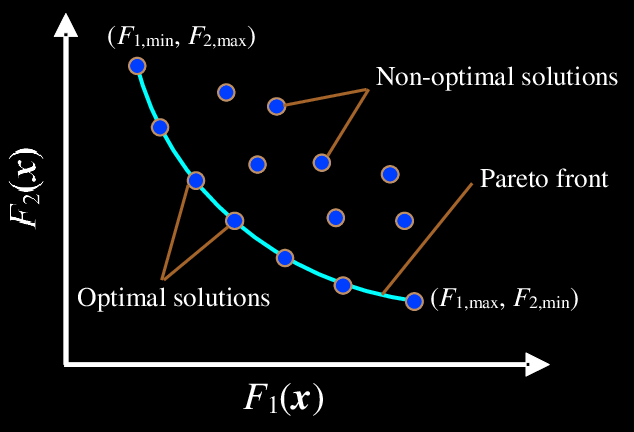 (F1,min, F2,max)
Non-optimal solutions
Pareto front
F2(x)
Optimal solutions
(F1,max, F2,min)
F1(x)